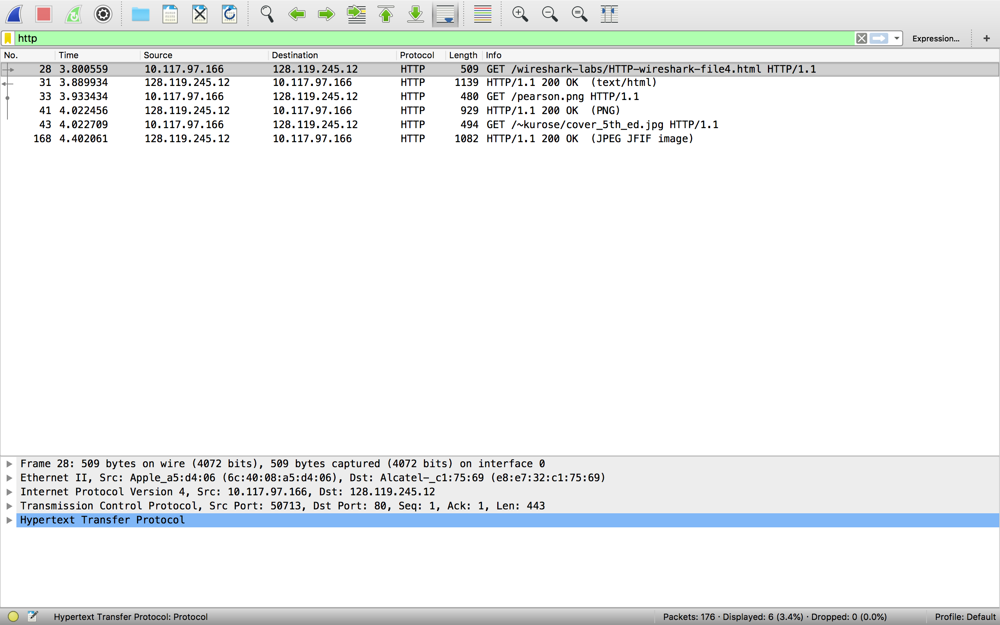 http
Expression...
+
No. Time Source Destination Protocol Length Info
28 3.800559 10.117.97.166 128.119.245.12 HTTP 509 GET /wireshark-labs/HTTP-wireshark-file4.html HTTP/1.1
31 3.889934 128.119.245.12 10.117.97.166 HTTP 1139 HTTP/1.1 200 OK (text/html)
33 3.933434 10.117.97.166 128.119.245.12 HTTP 480 GET /pearson.png HTTP/1.1
41 4.022456 128.119.245.12 10.117.97.166 HTTP 929 HTTP/1.1 200 OK (PNG)
43 4.022709 10.117.97.166 128.119.245.12 HTTP 494 GET /~kurose/cover_5th_ed.jpg HTTP/1.1
168 4.402061 128.119.245.12 10.117.97.166 HTTP 1082 HTTP/1.1 200 OK (JPEG JFIF image)
Frame 28: 509 bytes on wire (4072 bits), 509 bytes captured (4072 bits) on interface 0
Ethernet II, Src: Apple_a5:d4:06 (6c:40:08:a5:d4:06), Dst: Alcatel-_c1:75:69 (e8:e7:32:c1:75:69)
Internet Protocol Version 4, Src: 10.117.97.166, Dst: 128.119.245.12
Transmission Control Protocol, Src Port: 50713, Dst Port: 80, Seq: 1, Ack: 1, Len: 443
Hypertext Transfer Protocol
Hypertext Transfer Protocol: Protocol
Packets: 176 · Displayed: 6 (3.4%) · Dropped: 0 (0.0%)
Profile: Default